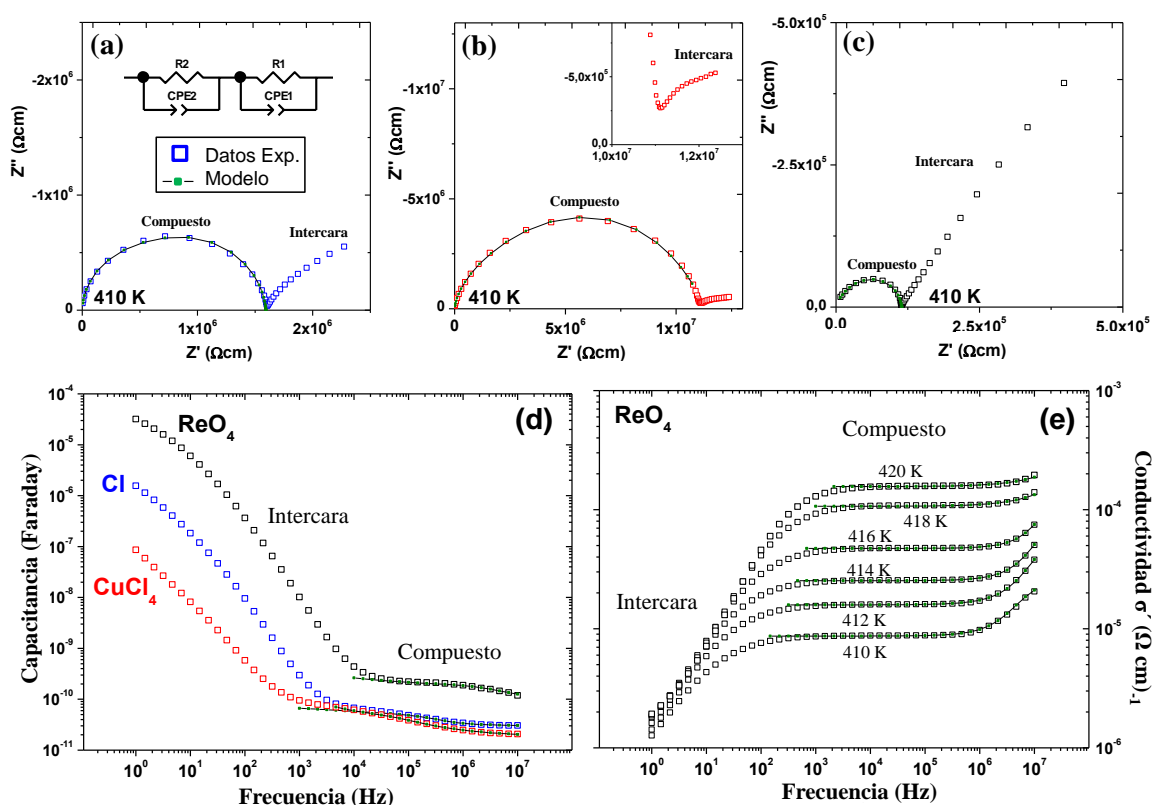 (a)
-2x10⁶
-1x10⁶
0
Z'' (Ωcm)
R2
R1
CPE2
CPE1
Datos Exp.
Modelo
Compuesto
Intercara
410 K
0
1x10⁶
2x10⁶
Z' (Ωcm)
(b)
-1x10⁷
-5x10⁶
0
Z'' (Ωcm)
Intercara
-5,0x10⁵
0,0
1,0x10⁷
1,2x10⁷
Compuesto
410 K
0
5x10⁶
1x10⁷
Z' (Ωcm)
(c)
-5.0x10⁵
-2.5x10⁵
0,0
Z'' (Ωcm)
Intercara
Compuesto
410 K
0.0
2.5x10⁵
5.0x10⁵
Z' (Ωcm)
(d)
10⁻⁴
10⁻⁵
10⁻⁶
10⁻⁷
10⁻⁸
10⁻⁹
10⁻¹⁰
10⁻¹¹
Capacitancia (Faraday)
ReO₄
Cl
CuCl₄
Intercara
Compuesto
10⁰ 10¹ 10² 10³ 10⁴ 10⁵ 10⁶ 10⁷
Frecuencia (Hz)
ReO₄
(e)
Compuesto
420 K
418 K
416 K
414 K
412 K
410 K
Intercara
10⁻³
10⁻⁴
10⁻⁵
10⁻⁶
Conductividad σ´ (Ω cm)-1
10⁰ 10¹ 10² 10³ 10⁴ 10⁵ 10⁶ 10⁷
Frecuencia (Hz)